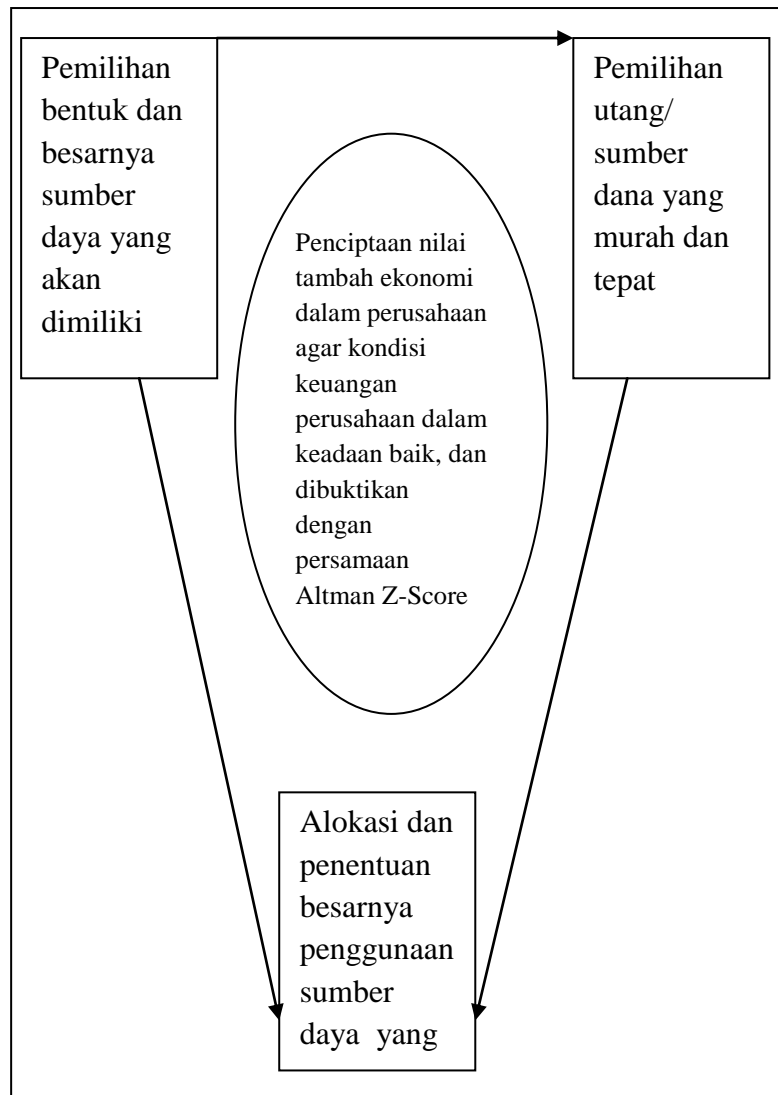 Pemilihan
bentuk dan
besarnya
sumber
daya yang
akan
dimiliki
Pemilihan
utang/
sumber
dana yang
murah dan
tepat
Penciptaan nilai
tambah ekonomi
dalam perusahaan
agar kondisi
keuangan
perusahaan dalam
keadaan baik, dan
dibuktikan
dengan
persamaan
Altman Z-Score
Alokasi dan
penentuan
besarnya
penggunaan
sumber
daya yang